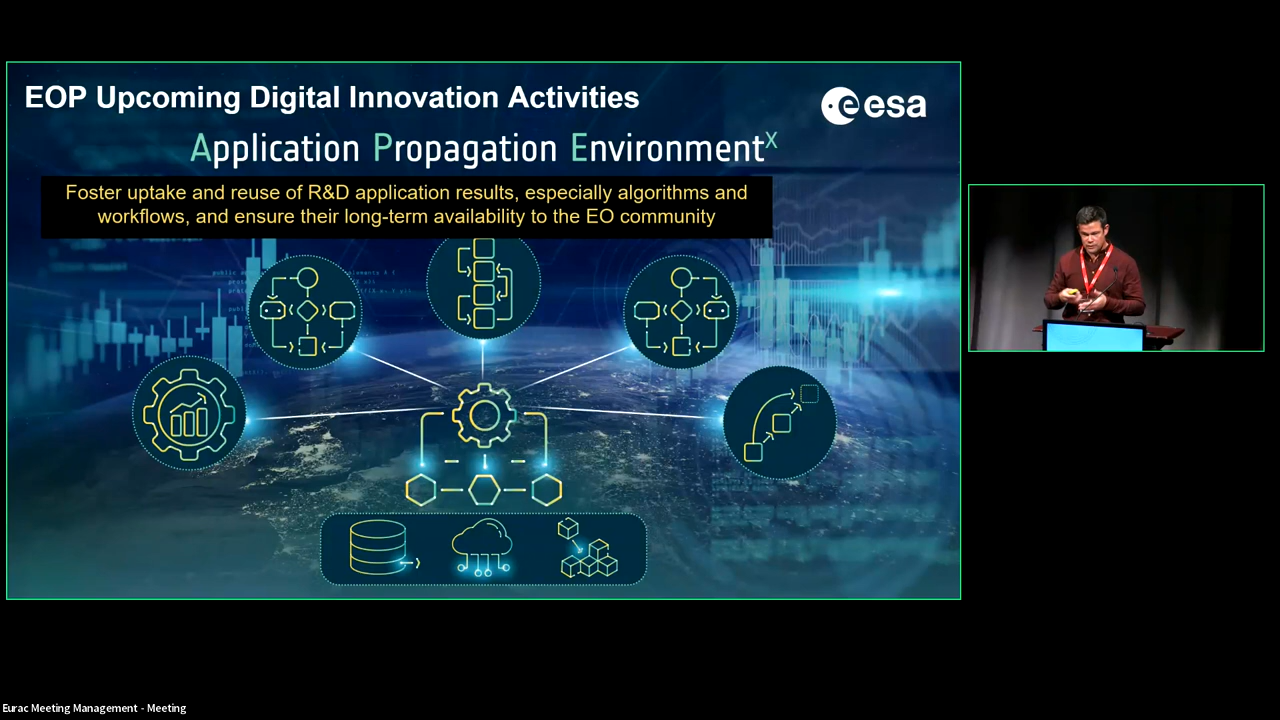 EOP Upcoming Digital Innovation Activities
esa
Application Propagation Environmentˣ
Foster uptake and reuse of R&D application results, especially algorithms and
workflows, and ensure their long-term availability to the EO community
Eurac Meeting Management - Meeting